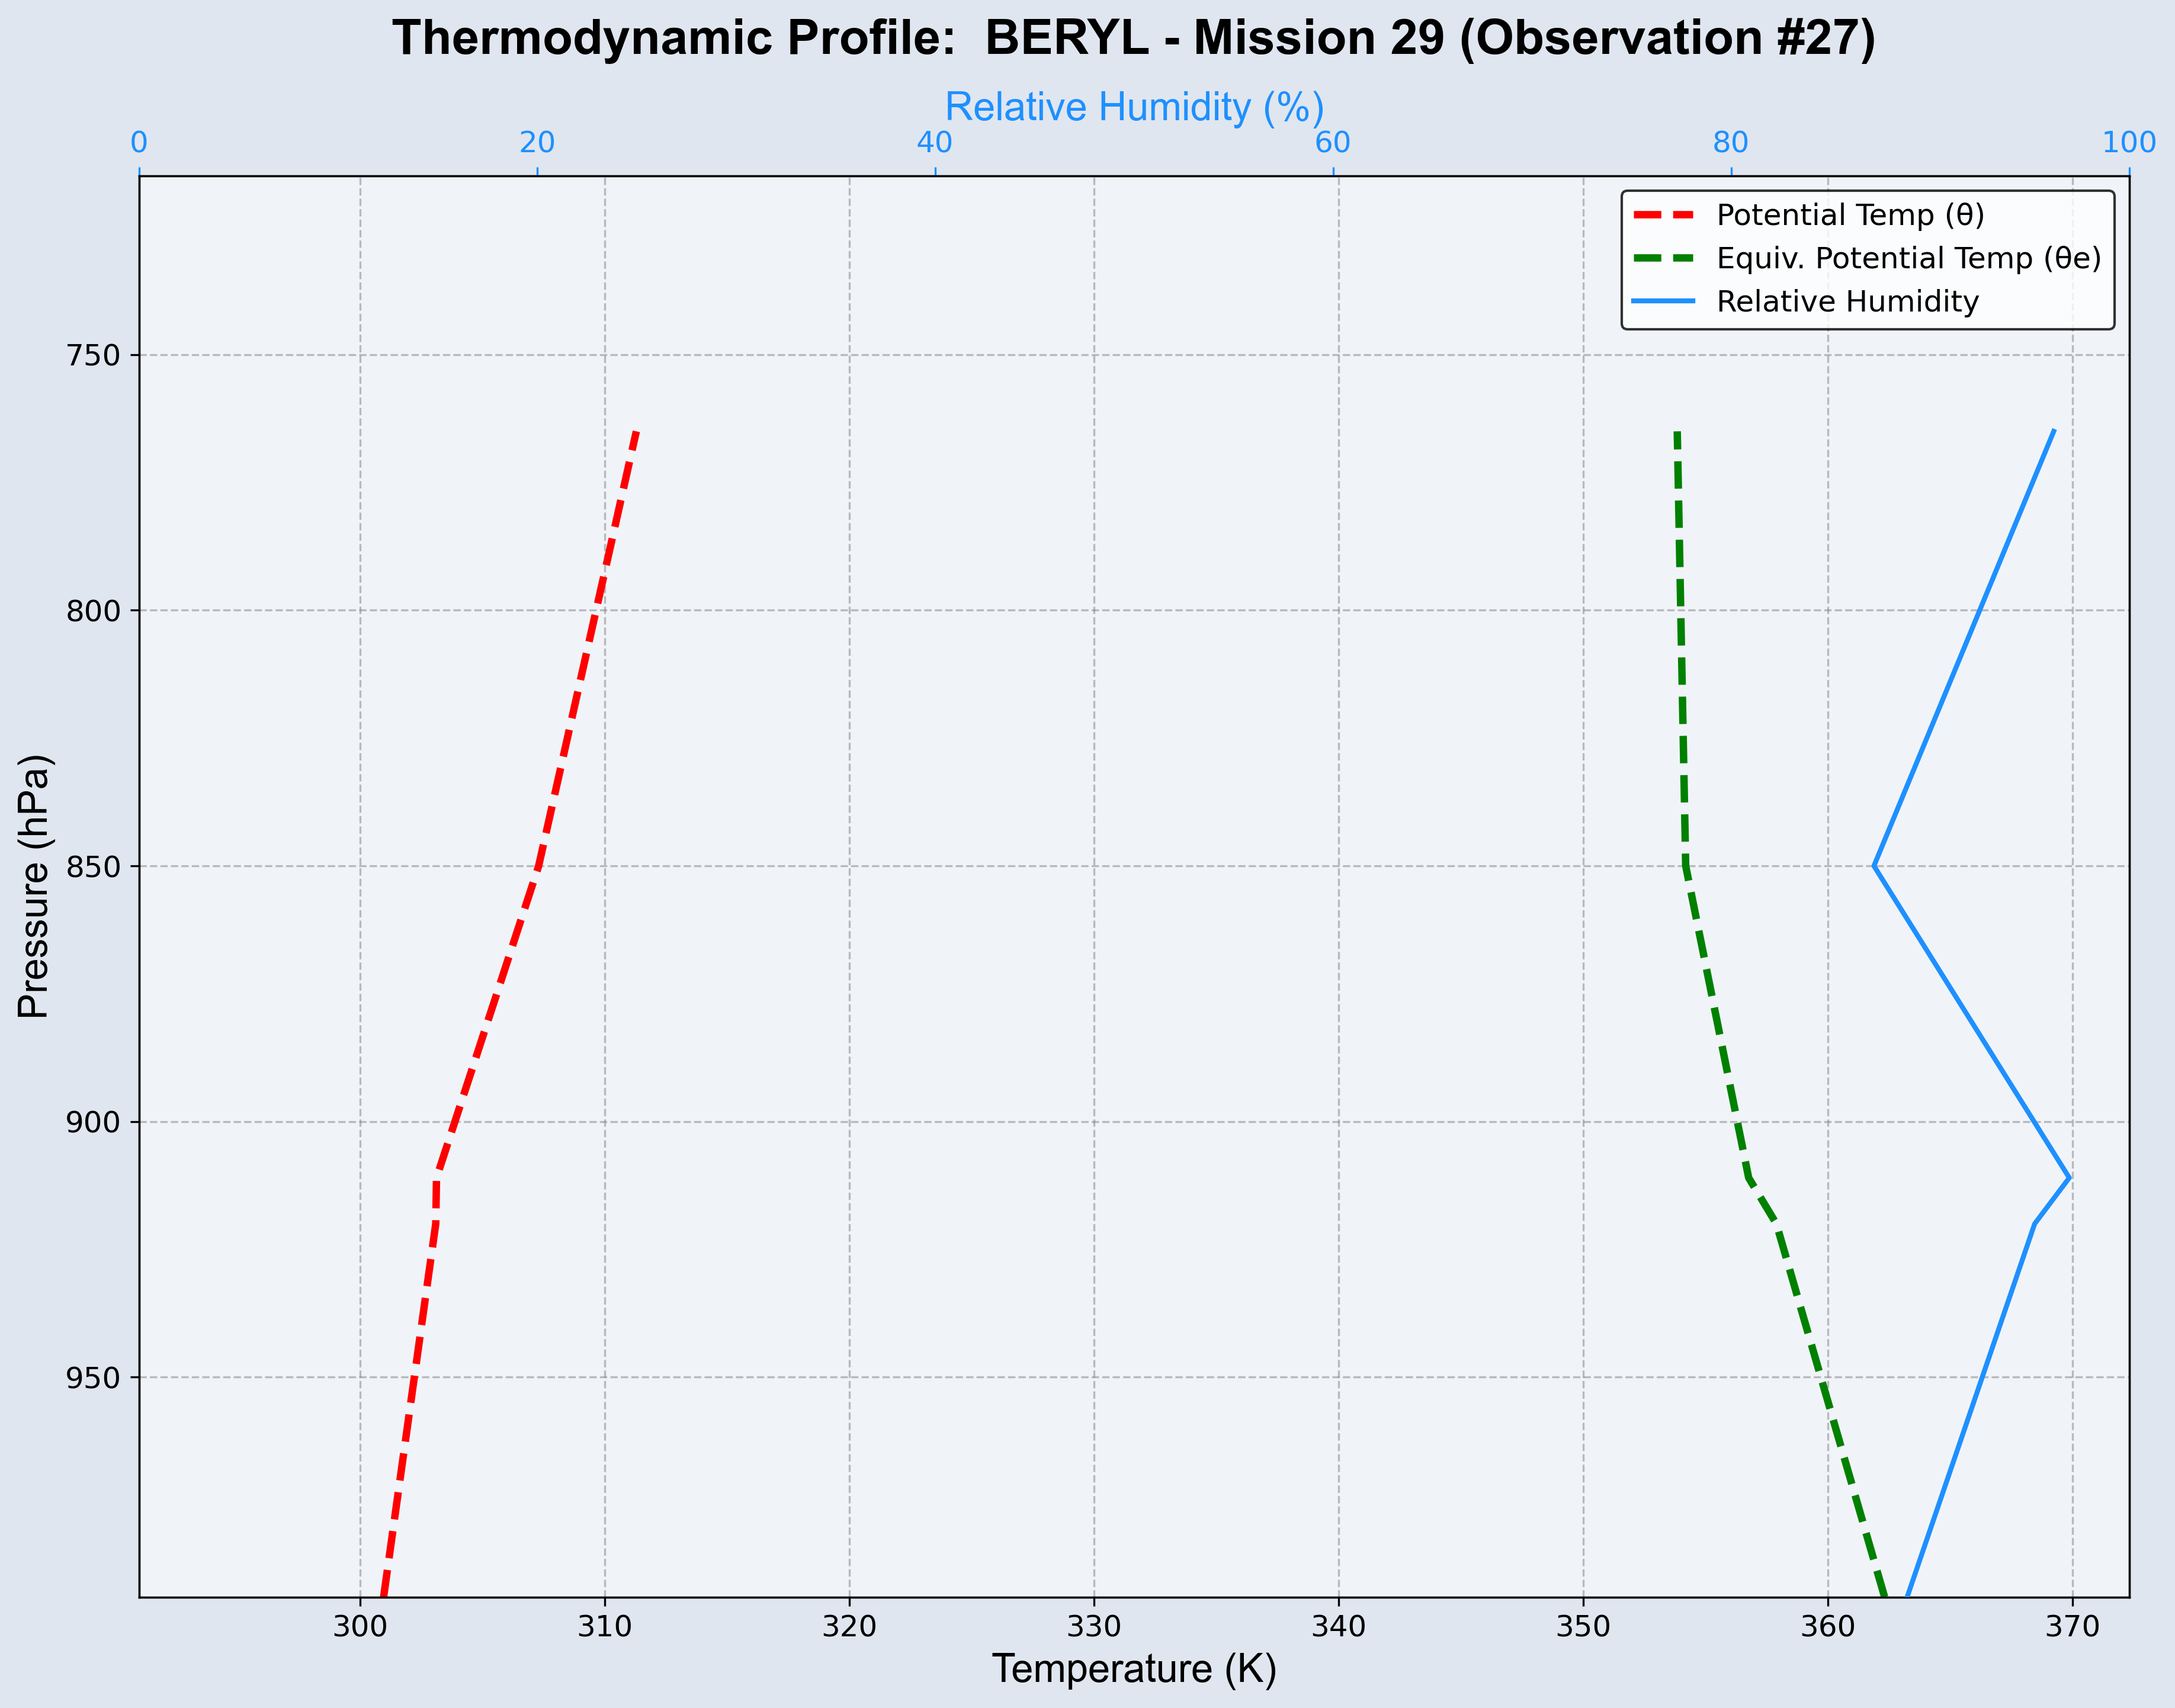 Thermodynamic Profile:  BERYL - Mission 29 (Observation #27)
Relative Humidity (%)
0 20 40 60 80 100
Potential Temp (θ)
Equiv. Potential Temp (θe)
Relative Humidity
750
800
850
900
950
Pressure (hPa)
300 310 320 330 340 350 360 370
Temperature (K)